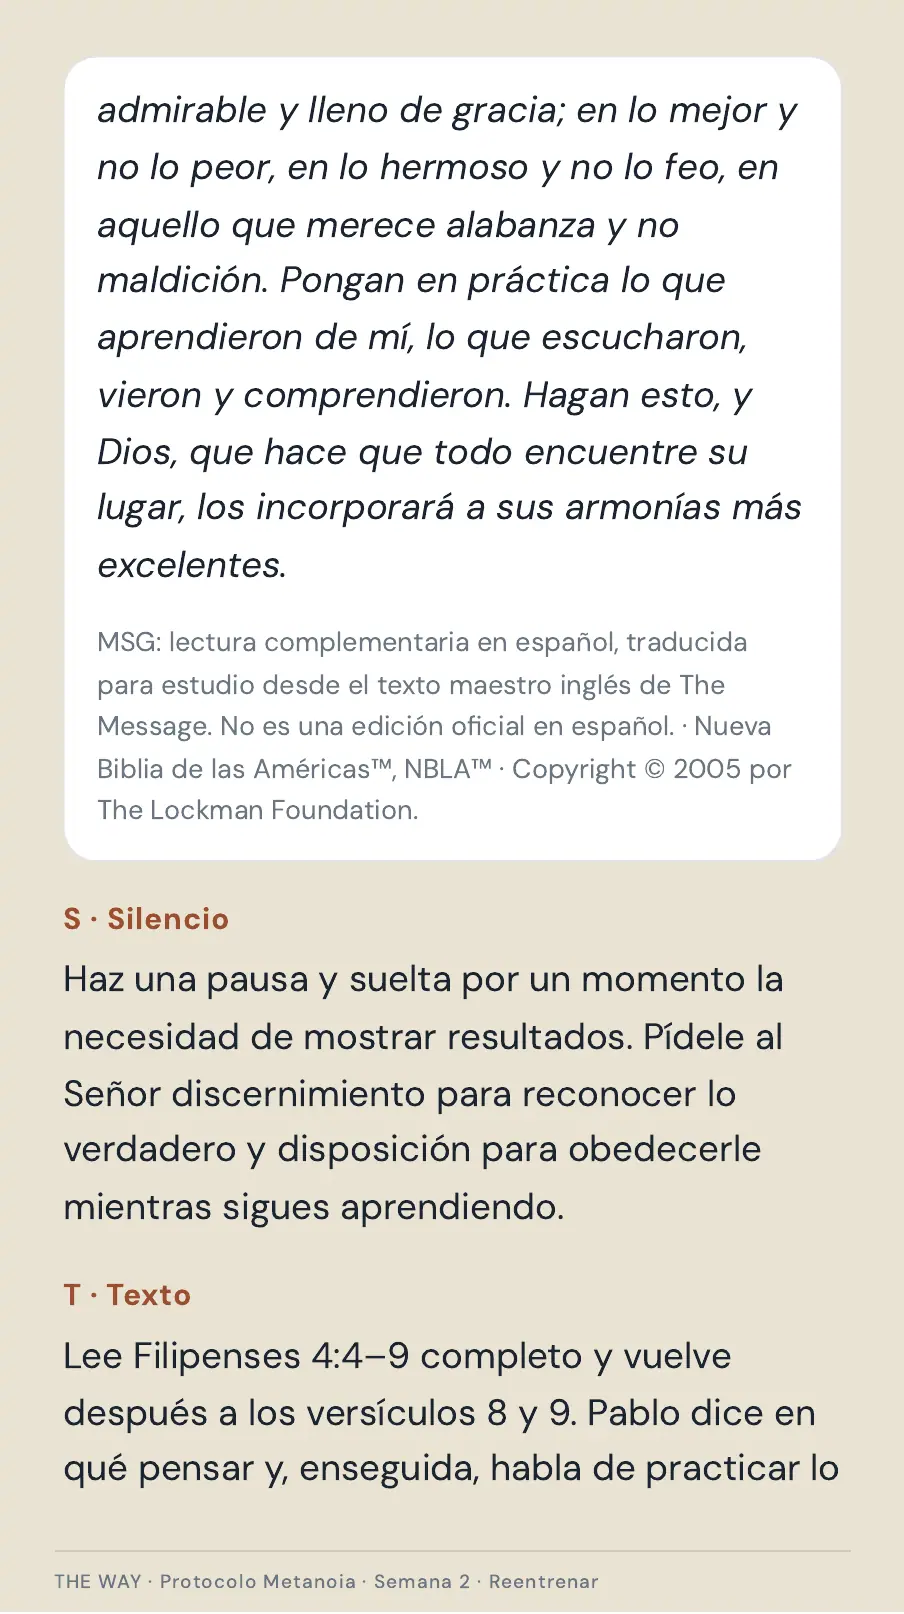 admirable y lleno de gracia; en lo mejor y
no lo peor, en lo hermoso y no lo feo, en
aquello que merece alabanza y no
maldición. Pongan en práctica lo que
aprendieron de mí, lo que escucharon,
vieron y comprendieron. Hagan esto, y
Dios, que hace que todo encuentre su
lugar, los incorporará a sus armonías más
excelentes.
MSG: lectura complementaria en español, traducida
para estudio desde el texto maestro inglés de The
Message. No es una edición oficial en español. · Nueva
Biblia de las Américas™, NBLA™ · Copyright © 2005 por
The Lockman Foundation.
S · Silencio
Haz una pausa y suelta por un momento la
necesidad de mostrar resultados. Pídele al
Señor discernimiento para reconocer lo
verdadero y disposición para obedecerle
mientras sigues aprendiendo.
T · Texto
Lee Filipenses 4:4–9 completo y vuelve
después a los versículos 8 y 9. Pablo dice en
qué pensar y, enseguida, habla de practicar lo
THE WAY · Protocolo Metanoia · Semana 2 · Reentrenar